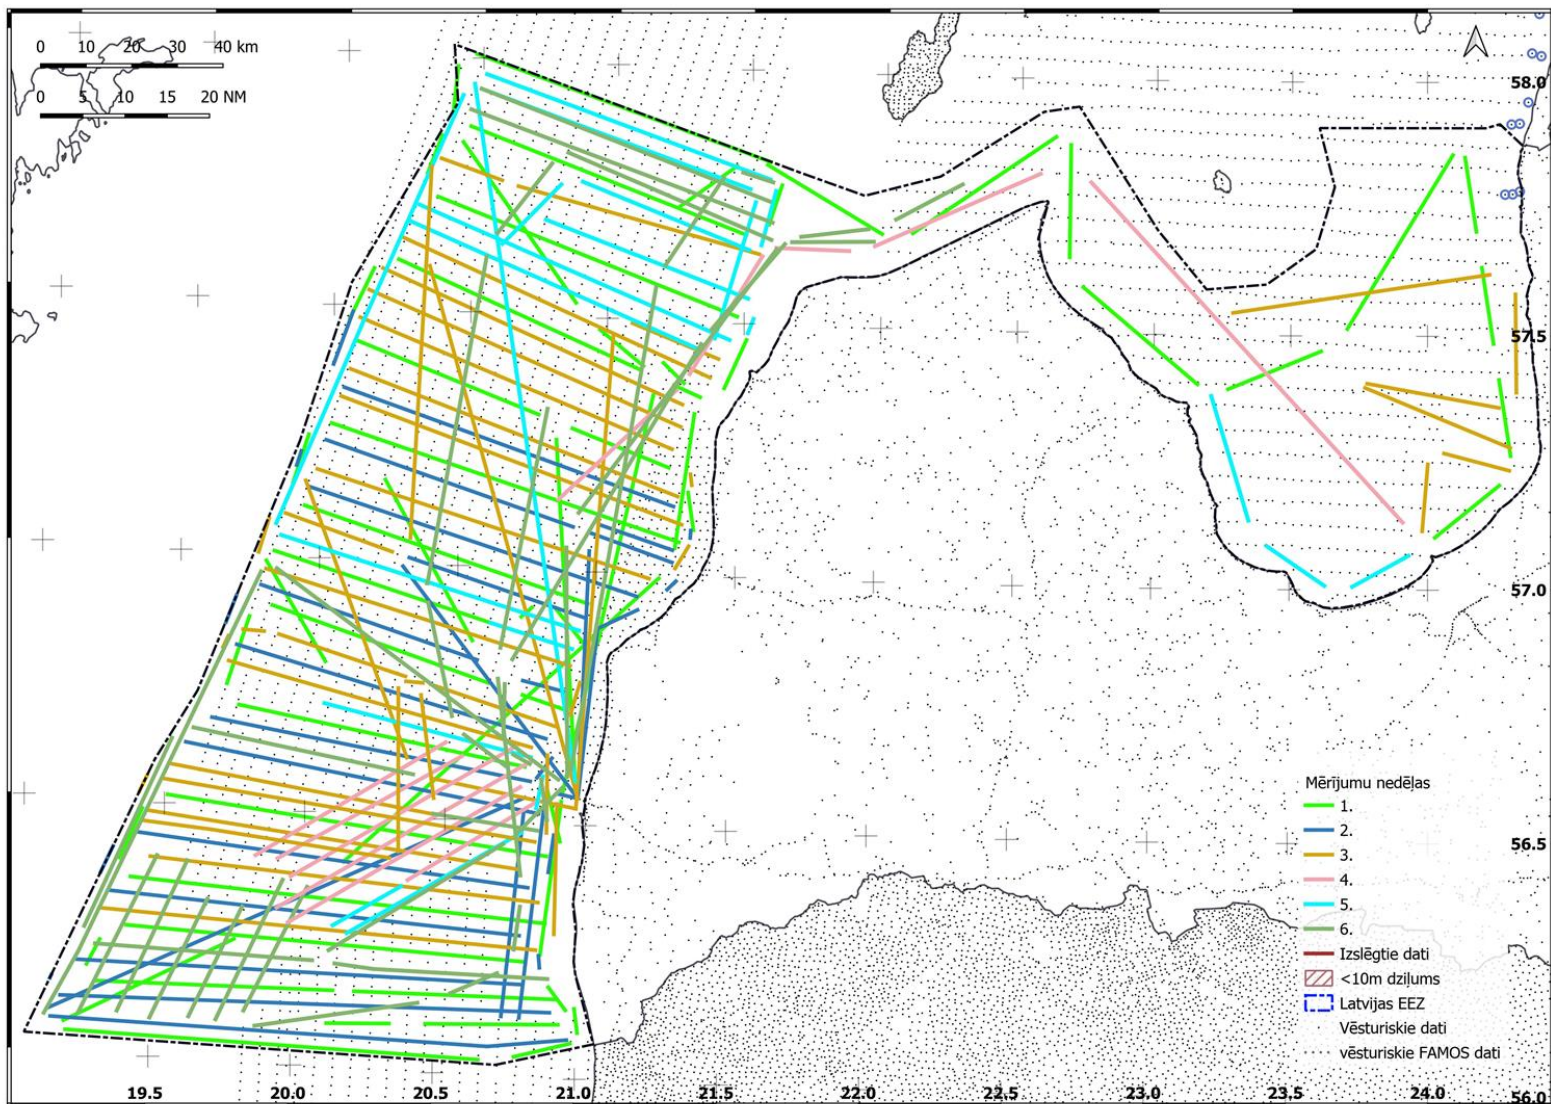 0 10 20 30 40 km
0 5 10 15 20 NM
58.0
57.5
57.0
56.5
Mērījumu nedēļas
1.
2.
3.
4.
5.
6.
Izslēgtie dati
<10m dziļums
Latvijas EEZ
Vēsturiskie dati
vēsturiskie FAMOS dati
19.5 20.0 20.5 21.0 21.5 22.0 22.5 23.0 23.5 24.0 56.0